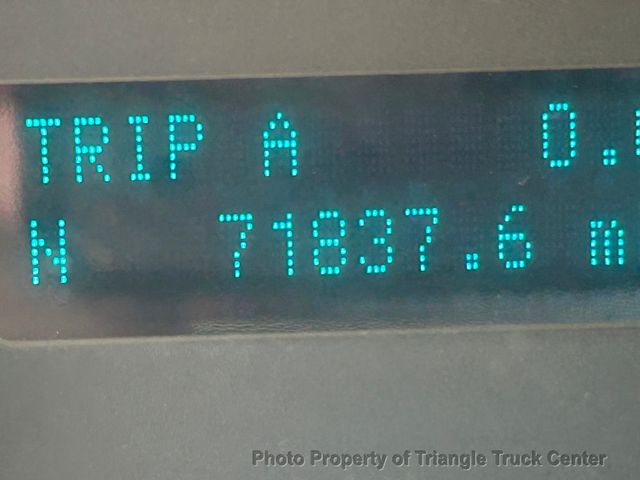 TRIP A 0.
N 71837.6 m
Photo Property of Triangle Truck Center